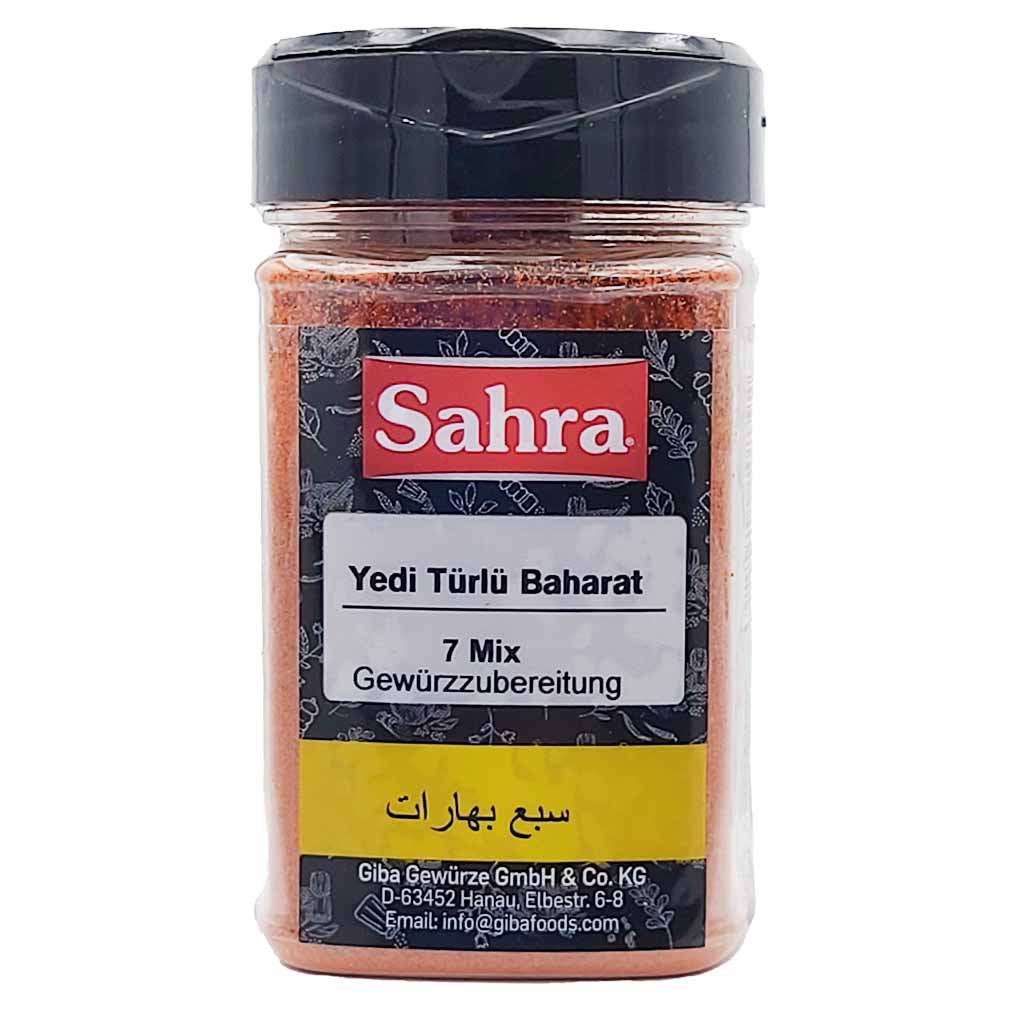 Sahra
Yedi Türlü Baharat
7 Mix
Gewürzzubereitung
سبع بهارات
Giba Gewürze GmbH & Co. KG
D-63452 Hanau, Elbestr. 6-8
Email: info@gibafoods.com